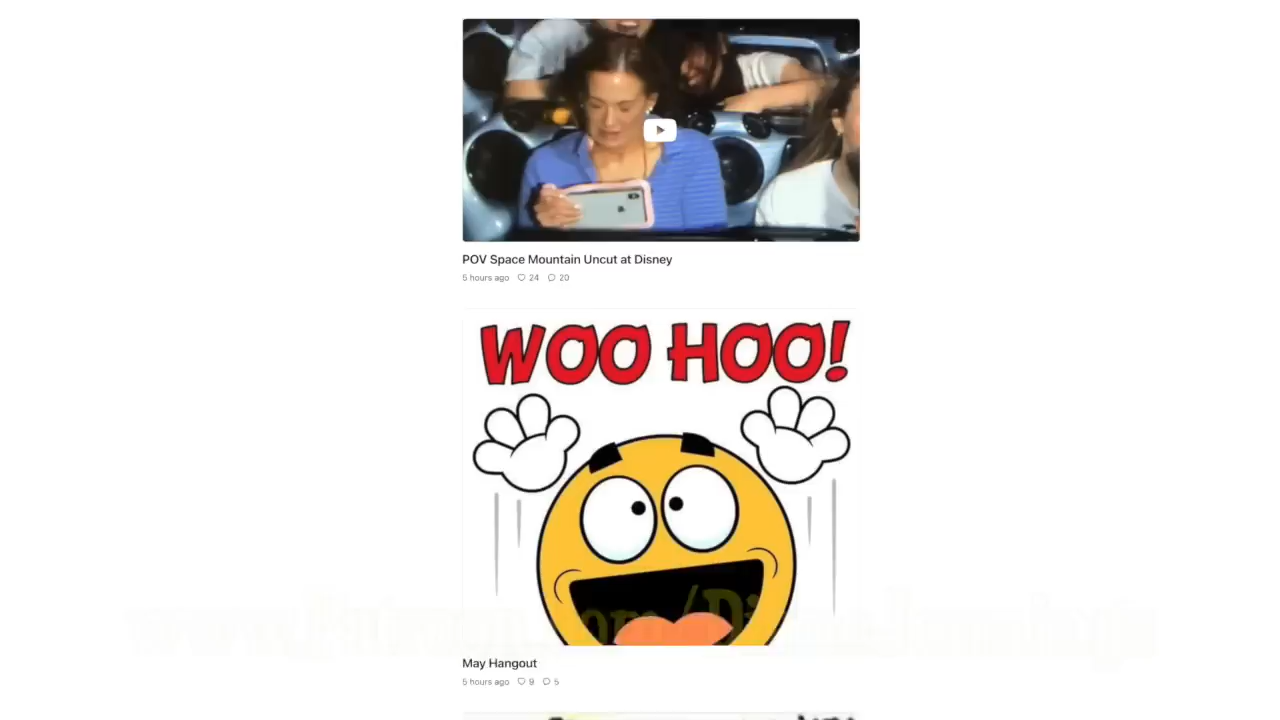 POV Space Mountain Uncut at Disney
5 hours ago 24 20
WOO HOO!
May Hangout
5 hours ago 9 5